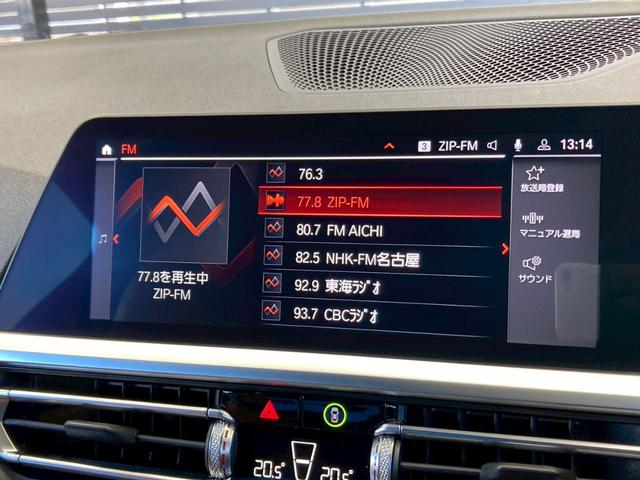 FM
3 ZIP-FM 13:14
76.3
77.8 ZIP-FM
80.7 FM AICHI
82.5 NHK-FM名古屋
92.9 東海ﾗｼﾞｵ
93.7 CBCﾗｼﾞｵ
77.8を再生中
ZIP-FM
放送局登録
マニュアル選局
サウンド
20.5° 20.5°